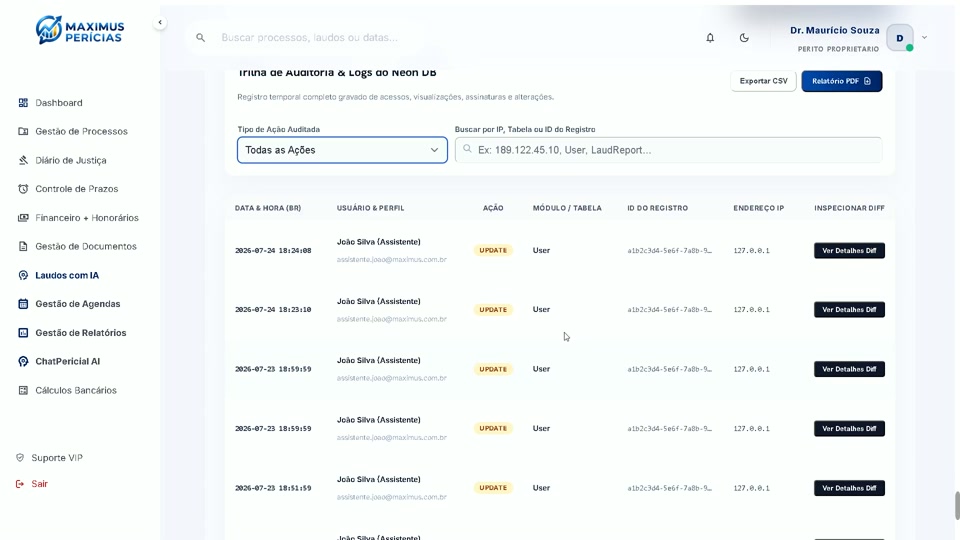 MAXIMUS
PERÍCIAS
Buscar processos, laudos ou datas...
Dr. Maurício Souza
PERITO PROPRIETARIO
D
Dashboard
Gestão de Processos
Diário de Justiça
Controle de Prazos
Financeiro + Honorários
Gestão de Documentos
Laudos com IA
Gestão de Agendas
Gestão de Relatórios
ChatPericial AI
Cálculos Bancários
Suporte VIP
Sair
Trilha de Auditoria & Logs do Neon DB
Registro temporal completo gravado de acessos, visualizações, assinaturas e alterações.
Exportar CSV
Relatório PDF
Tipo de Ação Auditada
Todas as Ações
Buscar por IP, Tabela ou ID do Registro
Ex: 189.122.45.10, User, LaudReport...
DATA & HORA (BR) USUÁRIO & PERFIL AÇÃO MÓDULO / TABELA ID DO REGISTRO ENDEREÇO IP INSPECIONAR DIFF
2026-07-24 18:24:08 João Silva (Assistente) UPDATE User a1b2c3d4-5e6f-7a8b-9… 127.0.0.1 Ver Detalhes Diff
assistente.joao@maximus.com.br
2026-07-24 18:23:10 João Silva (Assistente) UPDATE User a1b2c3d4-5e6f-7a8b-9… 127.0.0.1 Ver Detalhes Diff
assistente.joao@maximus.com.br
2026-07-23 18:59:59 João Silva (Assistente) UPDATE User a1b2c3d4-5e6f-7a8b-9… 127.0.0.1 Ver Detalhes Diff
assistente.joao@maximus.com.br
2026-07-23 18:59:59 João Silva (Assistente) UPDATE User a1b2c3d4-5e6f-7a8b-9… 127.0.0.1 Ver Detalhes Diff
assistente.joao@maximus.com.br
2026-07-23 18:51:59 João Silva (Assistente) UPDATE User a1b2c3d4-5e6f-7a8b-9… 127.0.0.1 Ver Detalhes Diff
assistente.joao@maximus.com.br
João Silva (Assistente)